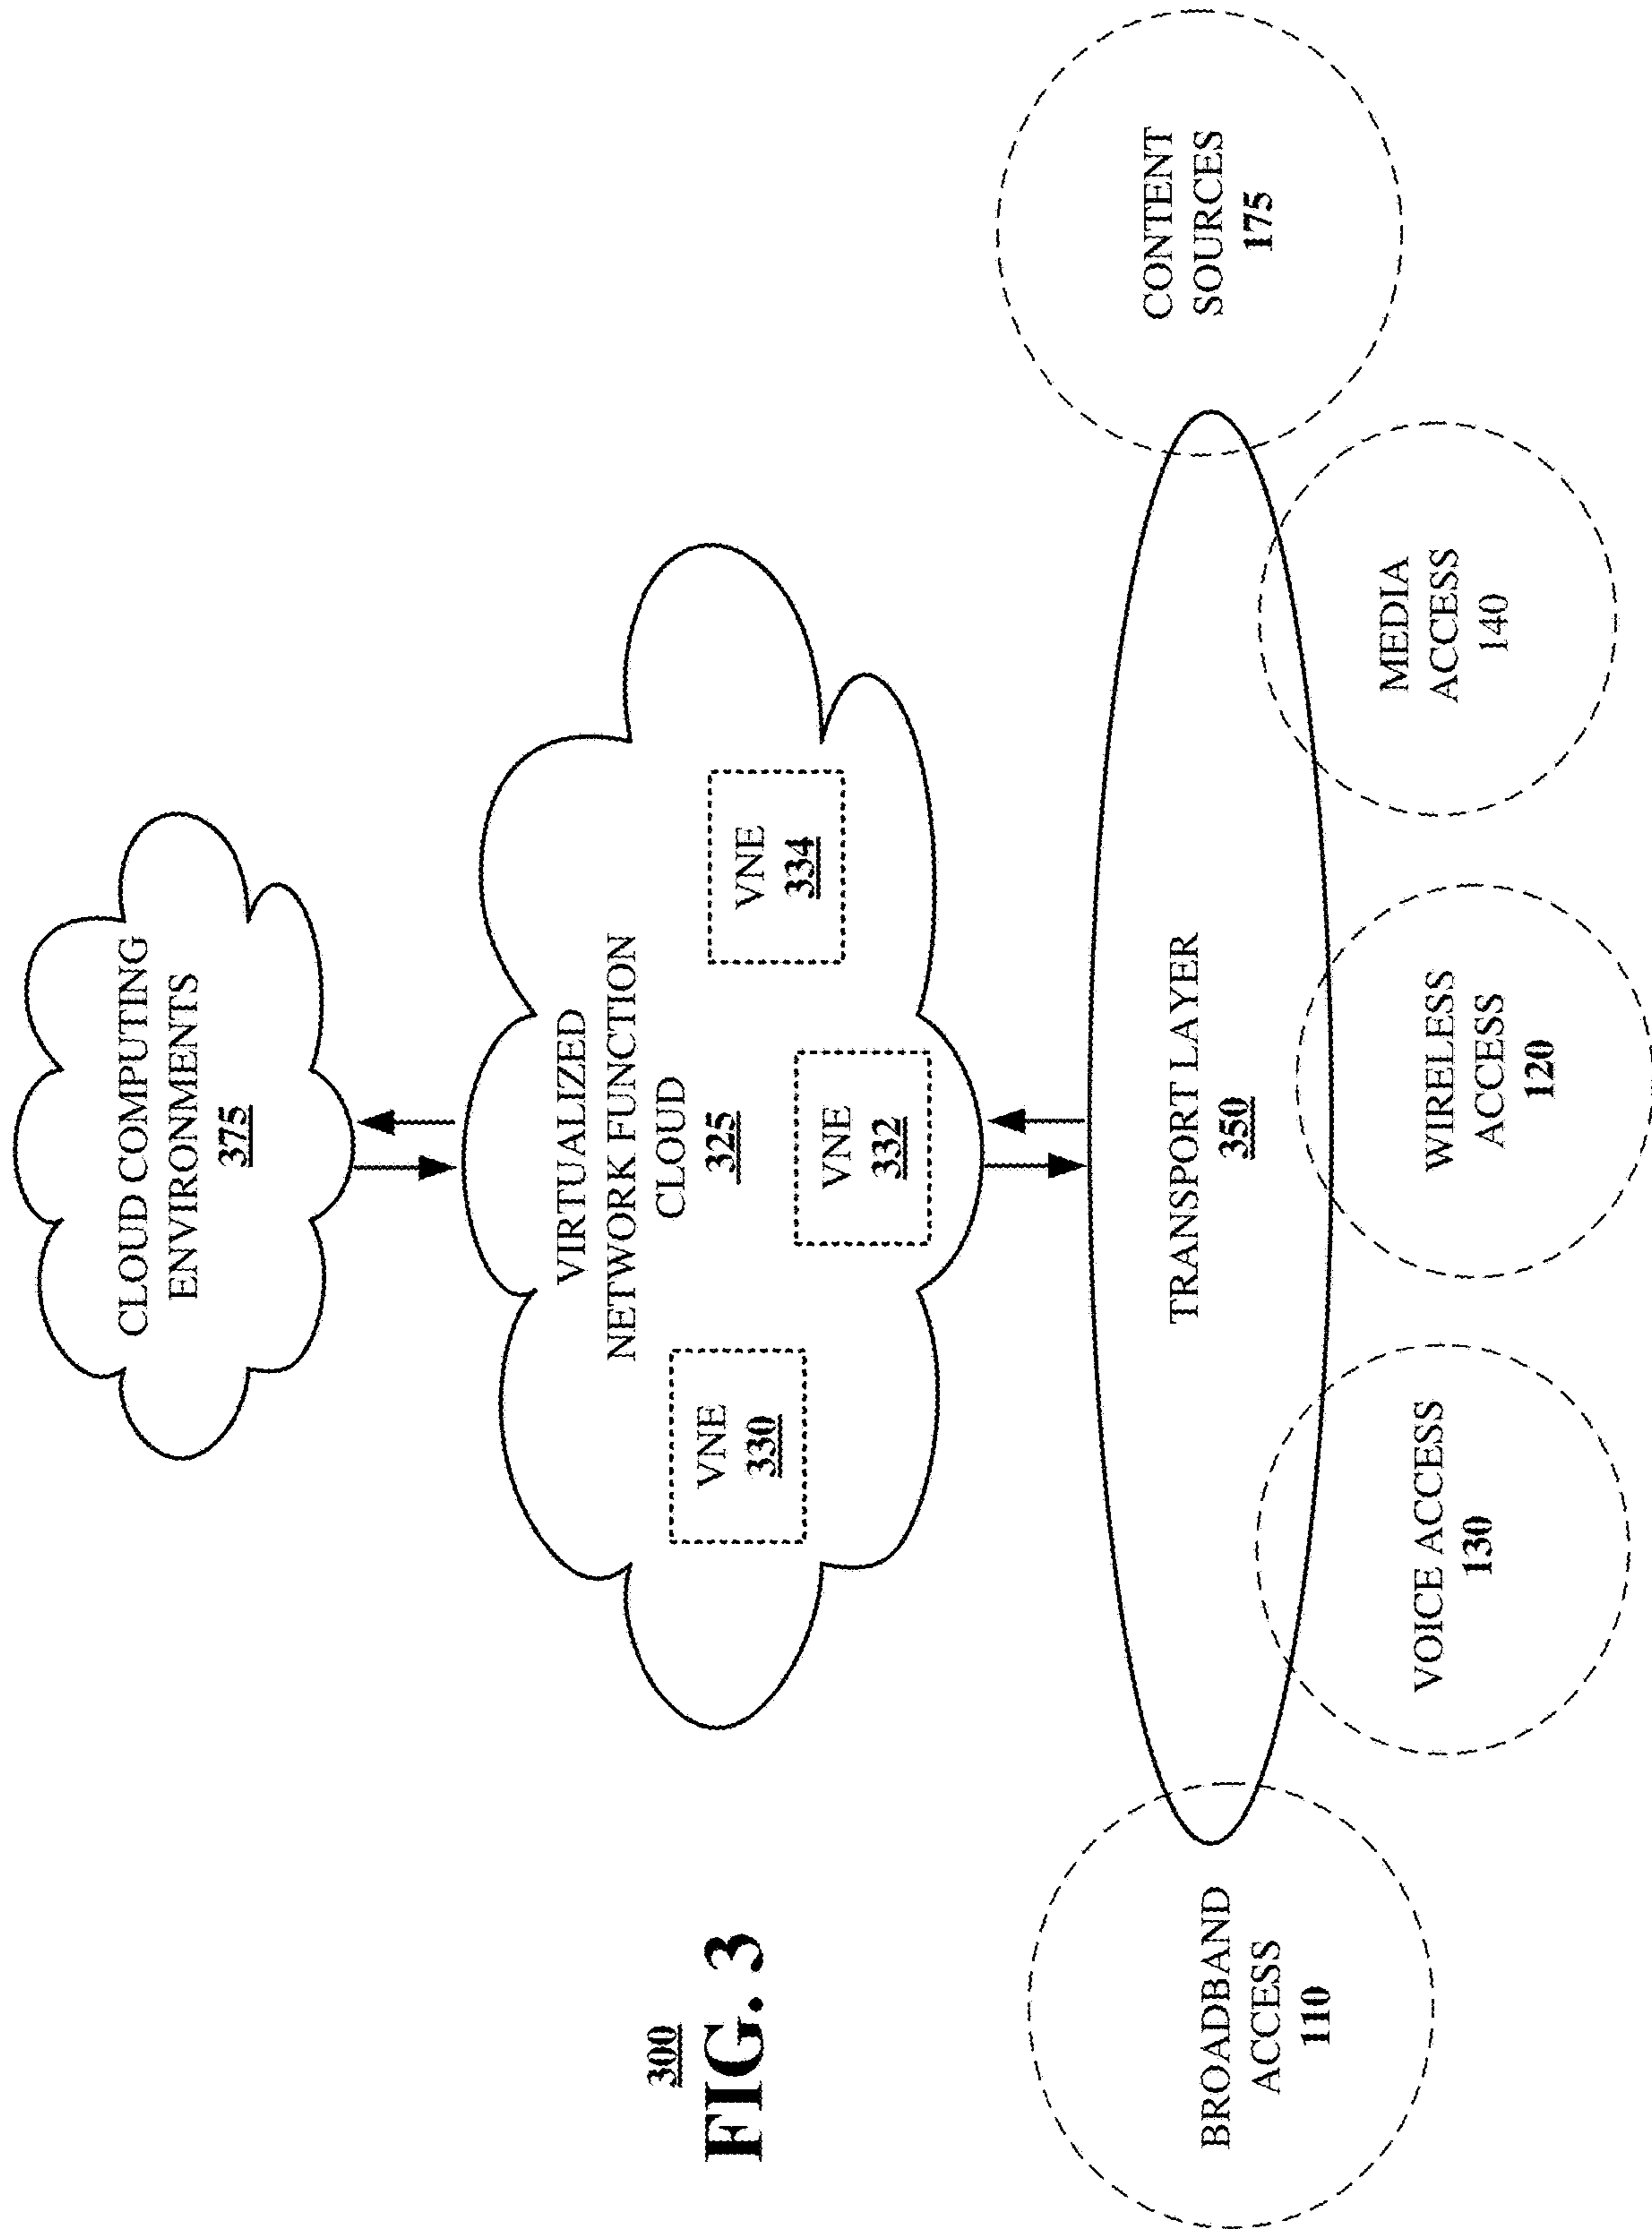 CLOUD COMPUTING
ENVIRONMENTS
375
VIRTUALIZED
NETWORK FUNCTION
CLOUD
325
VNE
330
VNE
332
VNE
334
300
FIG. 3
TRANSPORT LAYER
350
BROADBAND
ACCESS
110
VOICE ACCESS
130
WIRELESS
ACCESS
120
MEDIA
ACCESS
140
CONTENT
SOURCES
175